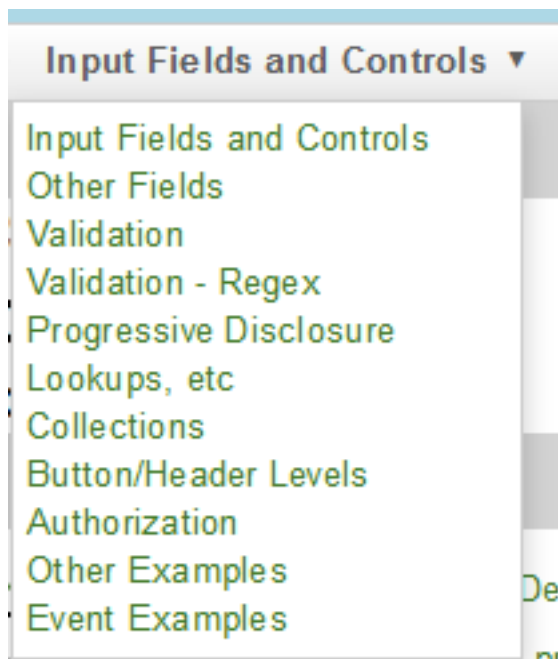 Input Fields and Controls ▼
Input Fields and Controls
Other Fields
Validation
Validation - Regex
Progressive Disclosure
Lookups, etc
Collections
Button/Header Levels
Authorization
Other Examples
De
Event Examples